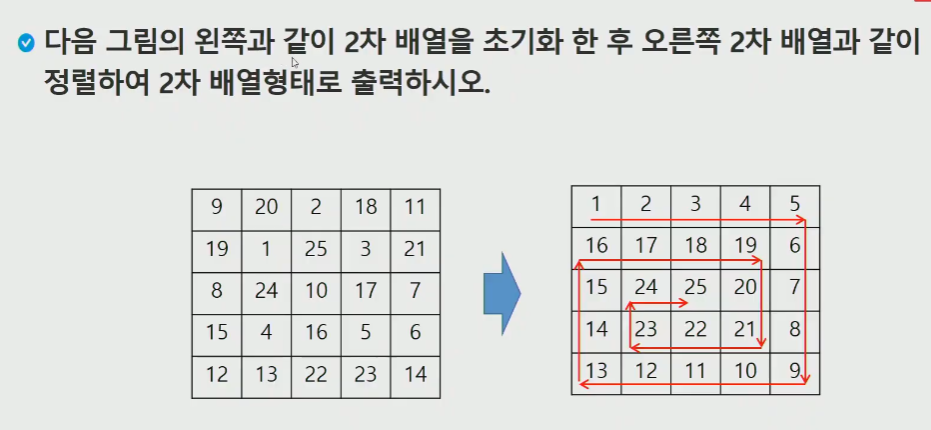 다음 그림의 왼쪽과 같이 2차 배열을 초기화 한 후 오른쪽 2차 배열과 같이
정렬하여 2차 배열형태로 출력하시오.
9 20 2 18 11
19 1 25 3 21
8 24 10 17 7
15 4 16 5 6
12 13 22 23 14
1 2 3 4 5
16 17 18 19 6
15 24 25 20 7
14 23 22 21 8
13 12 11 10 9